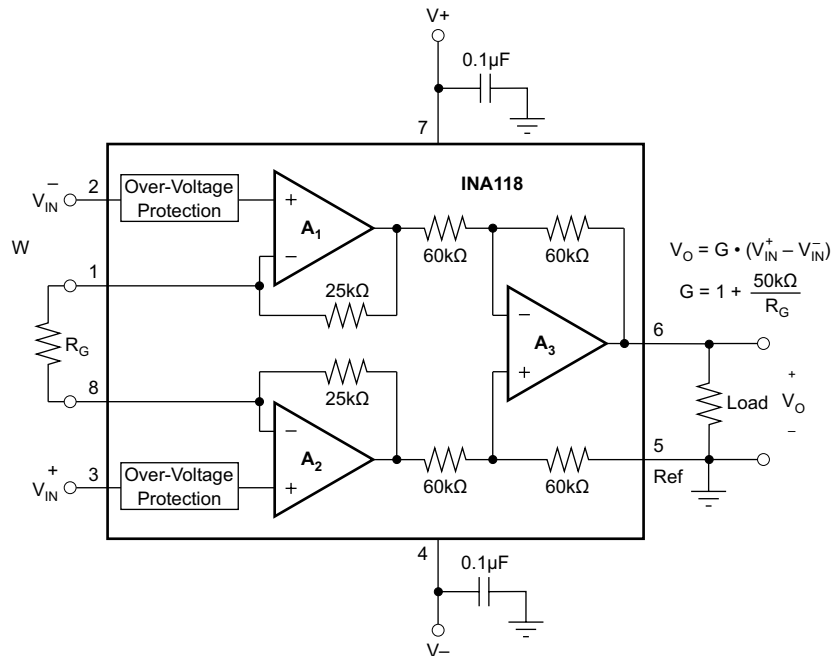 V+
0.1µF
7
INA118
2
V⁻IN
Over-Voltage
Protection
+
A1
−
60kΩ
60kΩ
VO = G • (V⁺IN − V⁻IN)
G = 1 + 50kΩ / RG
W
1
25kΩ
RG
−
A3
+
6
8
25kΩ
Load
+
VO
−
−
A2
+
3
V⁺IN
Over-Voltage
Protection
60kΩ
60kΩ
5
Ref
4
0.1µF
V−